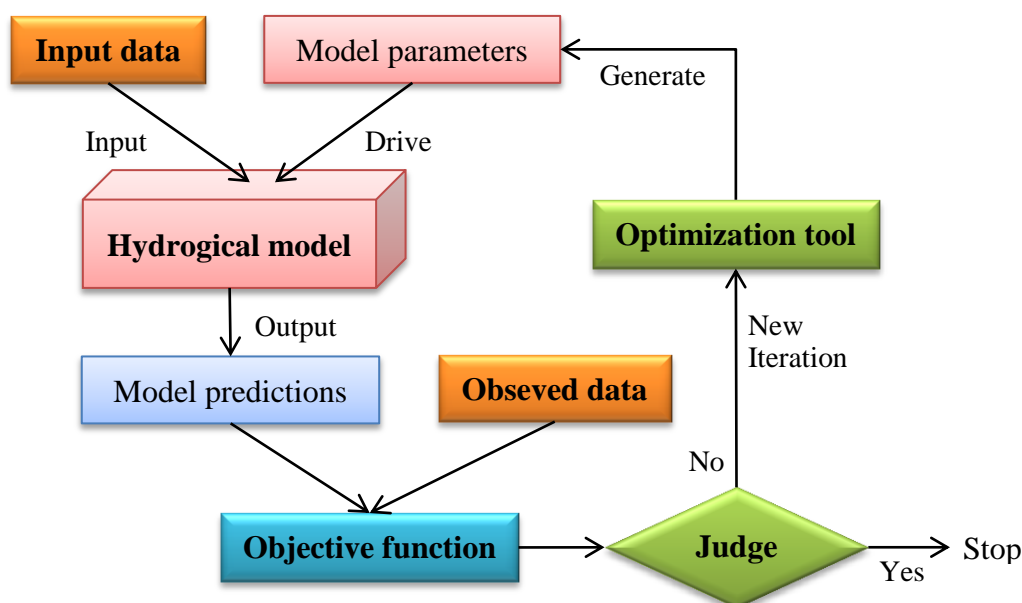 Input data
Model parameters
Generate
Input
Drive
Hydrogical model
Optimization tool
Output
New
Iteration
Model predictions
Obseved data
No
Objective function
Judge
Stop
Yes